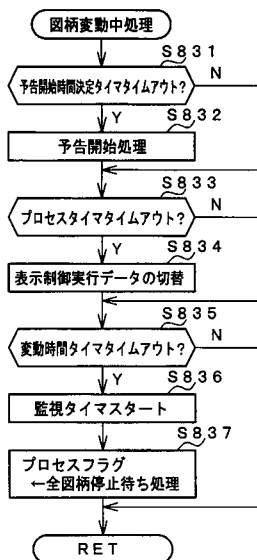 図柄変動中処理
S831
予告開始時間決定タイマタイムアウト?
N
Y
S832
予告開始処理
S833
プロセスタイマタイムアウト?
N
Y
S834
表示制御実行データの切替
S835
変動時間タイマタイムアウト?
N
Y
S836
監視タイマスタート
S837
プロセスフラグ
←全図柄停止待ち処理
RET